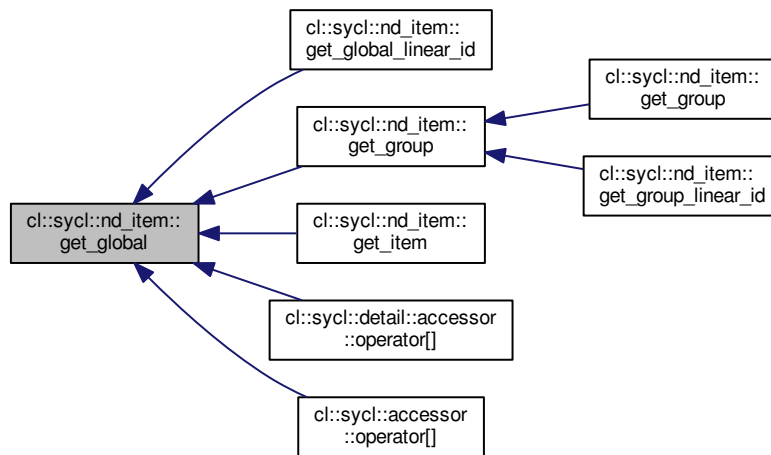 cl::sycl::nd_item::
get_global_linear_id
cl::sycl::nd_item::
get_group
cl::sycl::nd_item::
get_group
cl::sycl::nd_item::
get_group_linear_id
cl::sycl::nd_item::
get_global
cl::sycl::nd_item::
get_item
cl::sycl::detail::accessor
::operator[]
cl::sycl::accessor
::operator[]